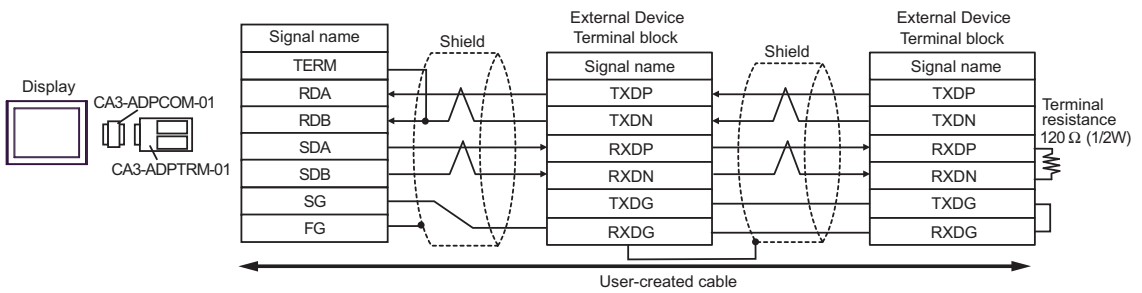 Display
CA3-ADPCOM-01
CA3-ADPTRM-01
Signal name
TERM
RDA
RDB
SDA
SDB
SG
FG
Shield
External Device
Terminal block
Signal name
TXDP
TXDN
RXDP
RXDN
TXDG
RXDG
Shield
External Device
Terminal block
Signal name
TXDP
TXDN
RXDP
RXDN
TXDG
RXDG
Terminal
resistance
120 Ω (1/2W)
User-created cable